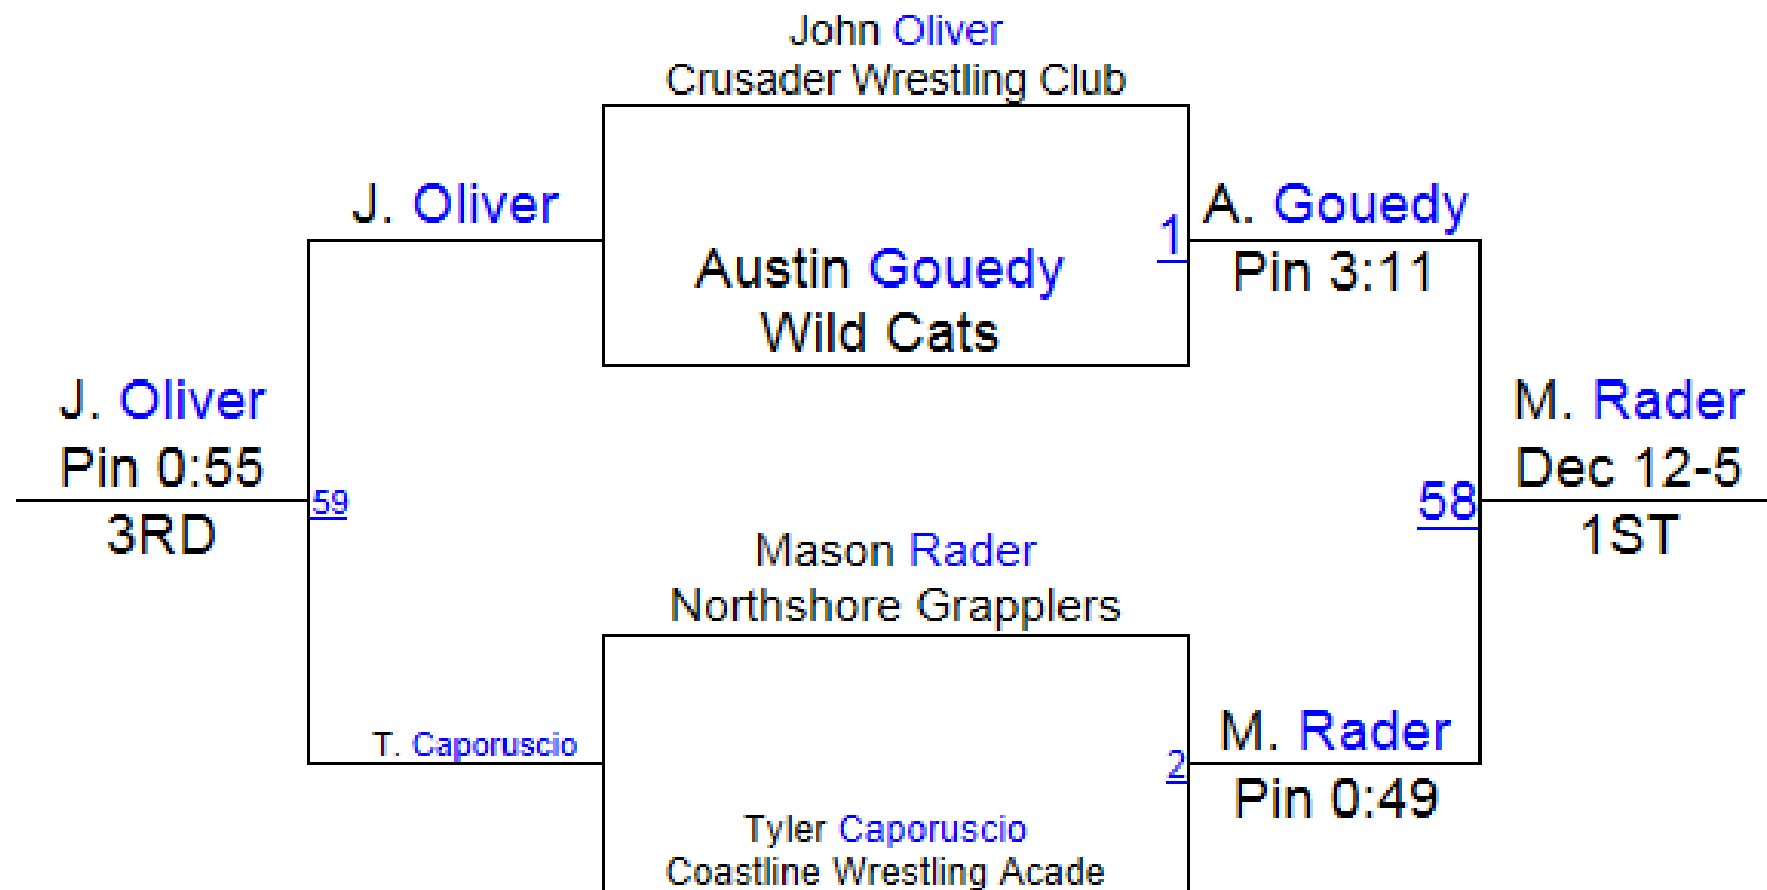 John Oliver
Crusader Wrestling Club
J. Oliver
1
A. Gouedy
Austin Gouedy
Pin 3:11
Wild Cats
J. Oliver
Pin 0:55
59
3RD
M. Rader
Dec 12-5
58
1ST
Mason Rader
Northshore Grapplers
T. Caporuscio
2
M. Rader
Pin 0:49
Tyler Caporuscio
Coastline Wrestling Acade